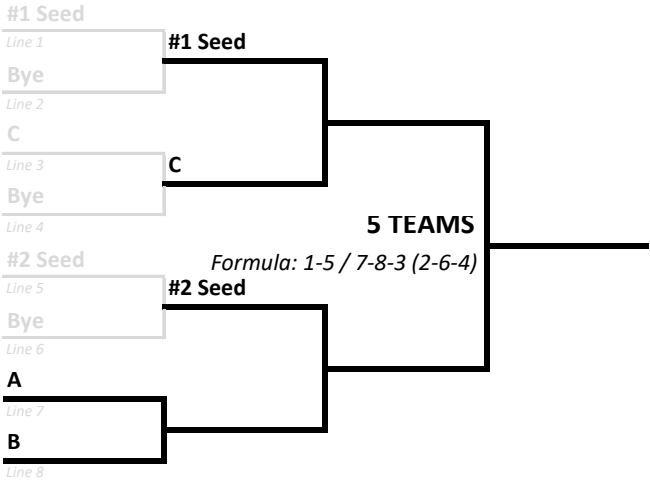 #1 Seed
Line 1
#1 Seed
Bye
Line 2
C
Line 3
C
Bye
Line 4
5 TEAMS
Formula: 1-5 / 7-8-3 (2-6-4)
#2 Seed
Line 5
#2 Seed
Bye
Line 6
A
Line 7
B
Line 8